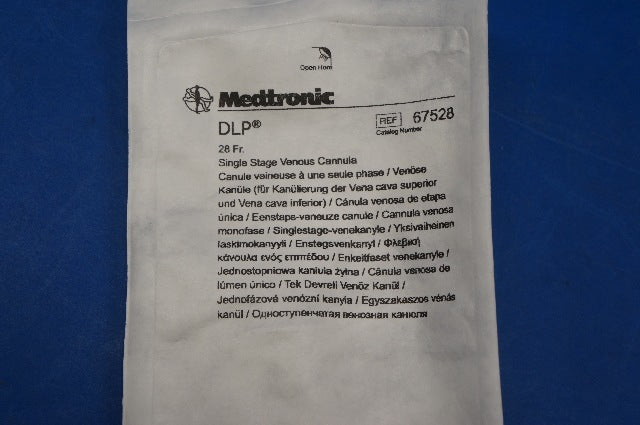 Open Here
Medtronic
DLP®
REF 67528
Catalog Number
28 Fr.
Single Stage Venous Cannula
Canule veineuse à une seule phase / Venöse
Kanüle (für Kanülierung der Vena cava superior
und Vena cava inferior) / Cánula venosa de etapa
única / Eenstaps-veneuze canule / Cannula venosa
monofase / Singlestage-venekanyle / Yksivaiheinen
laskimokanyyli / Enstegsvenkanyl / Φλεβική
κάνουλα ενός επιπέδου / Enkeltfaset venekanyle /
Jednostopniowa kaniula żylna / Cânula venosa de
lúmen único / Tek Devreli Venöz Kanül /
Jednofázová venózní kanyla / Egyszakaszos vénás
kanül / Одноступенчатая венозная канюля